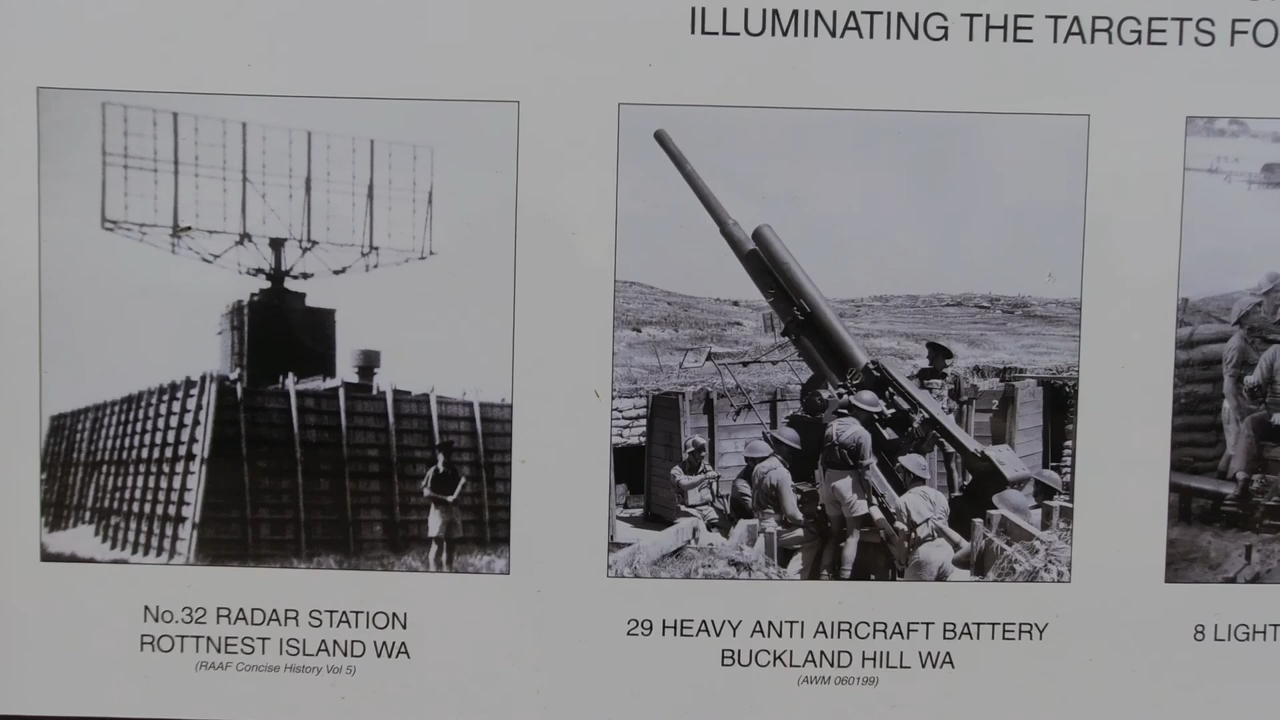 ILLUMINATING THE TARGETS FO
No.32 RADAR STATION
ROTTNEST ISLAND WA
(RAAF Concise History Vol 5)
29 HEAVY ANTI AIRCRAFT BATTERY
BUCKLAND HILL WA
(AWM 060199)
8 LIGHT